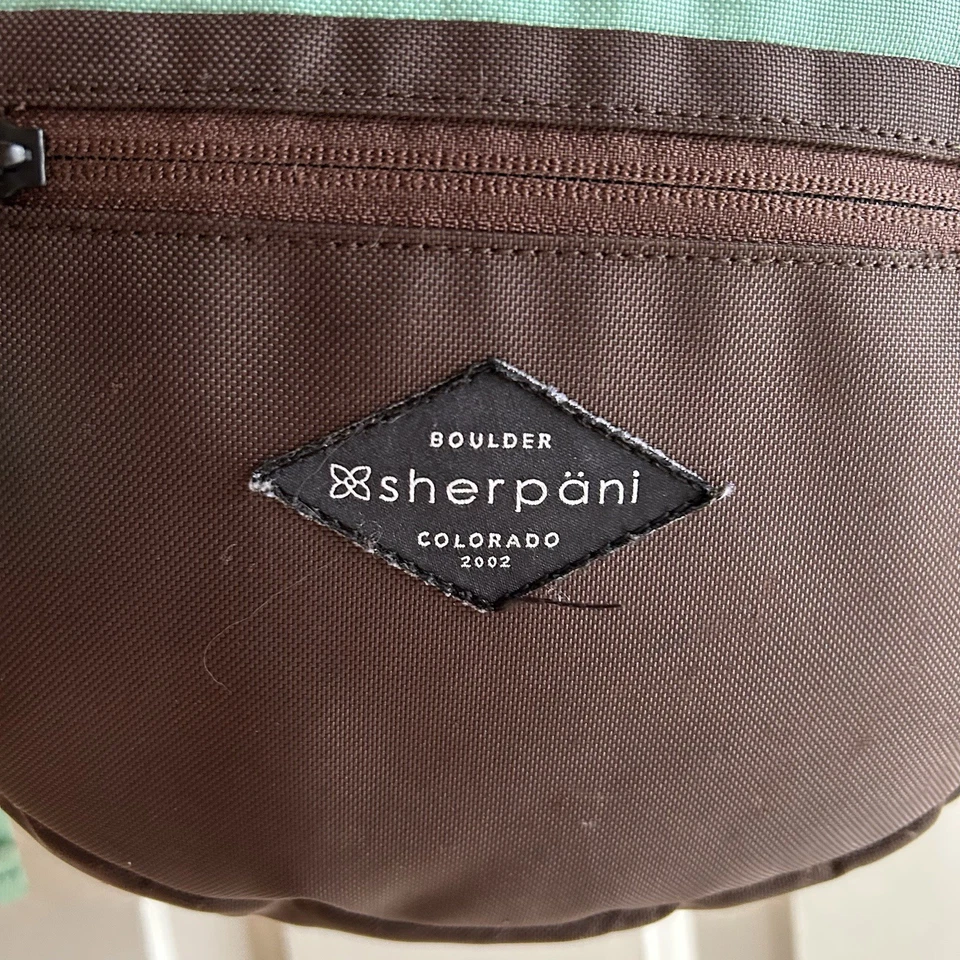 BOULDER
sherpäni
COLORADO
2002